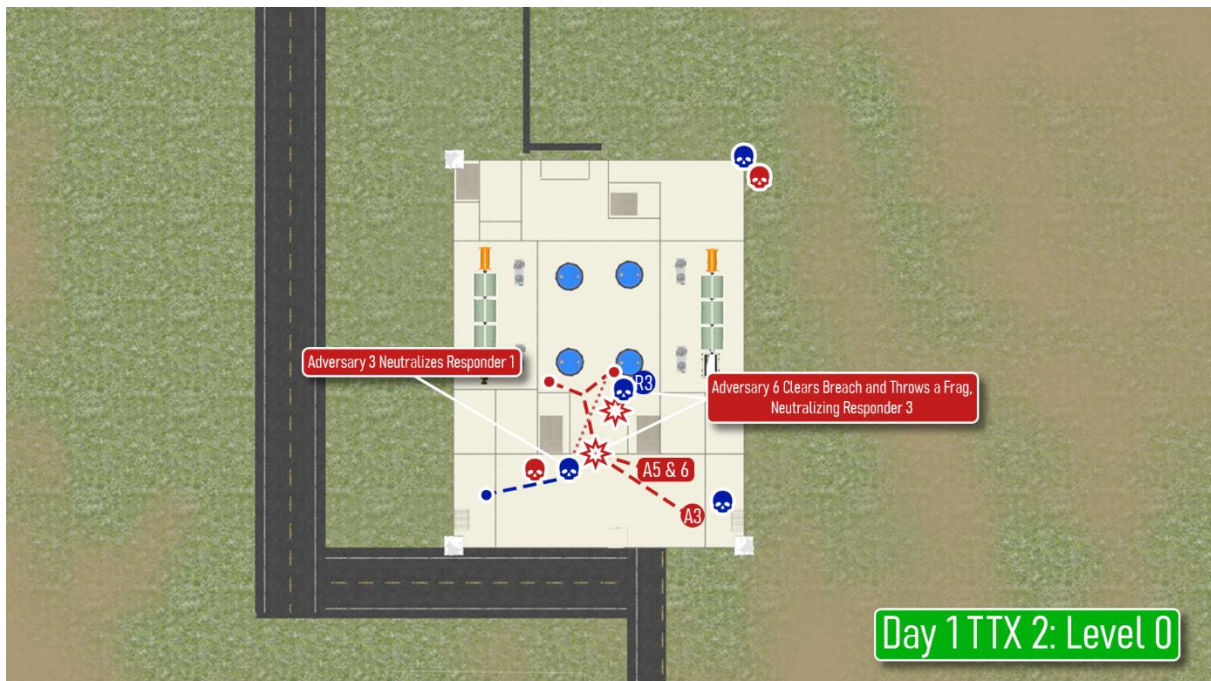 Adversary 3 Neutralizes Responder 1
R3
Adversary 6 Clears Breach and Throws a Frag,
Neutralizing Responder 3
A5 & 6
A3
Day 1 TTX 2: Level 0